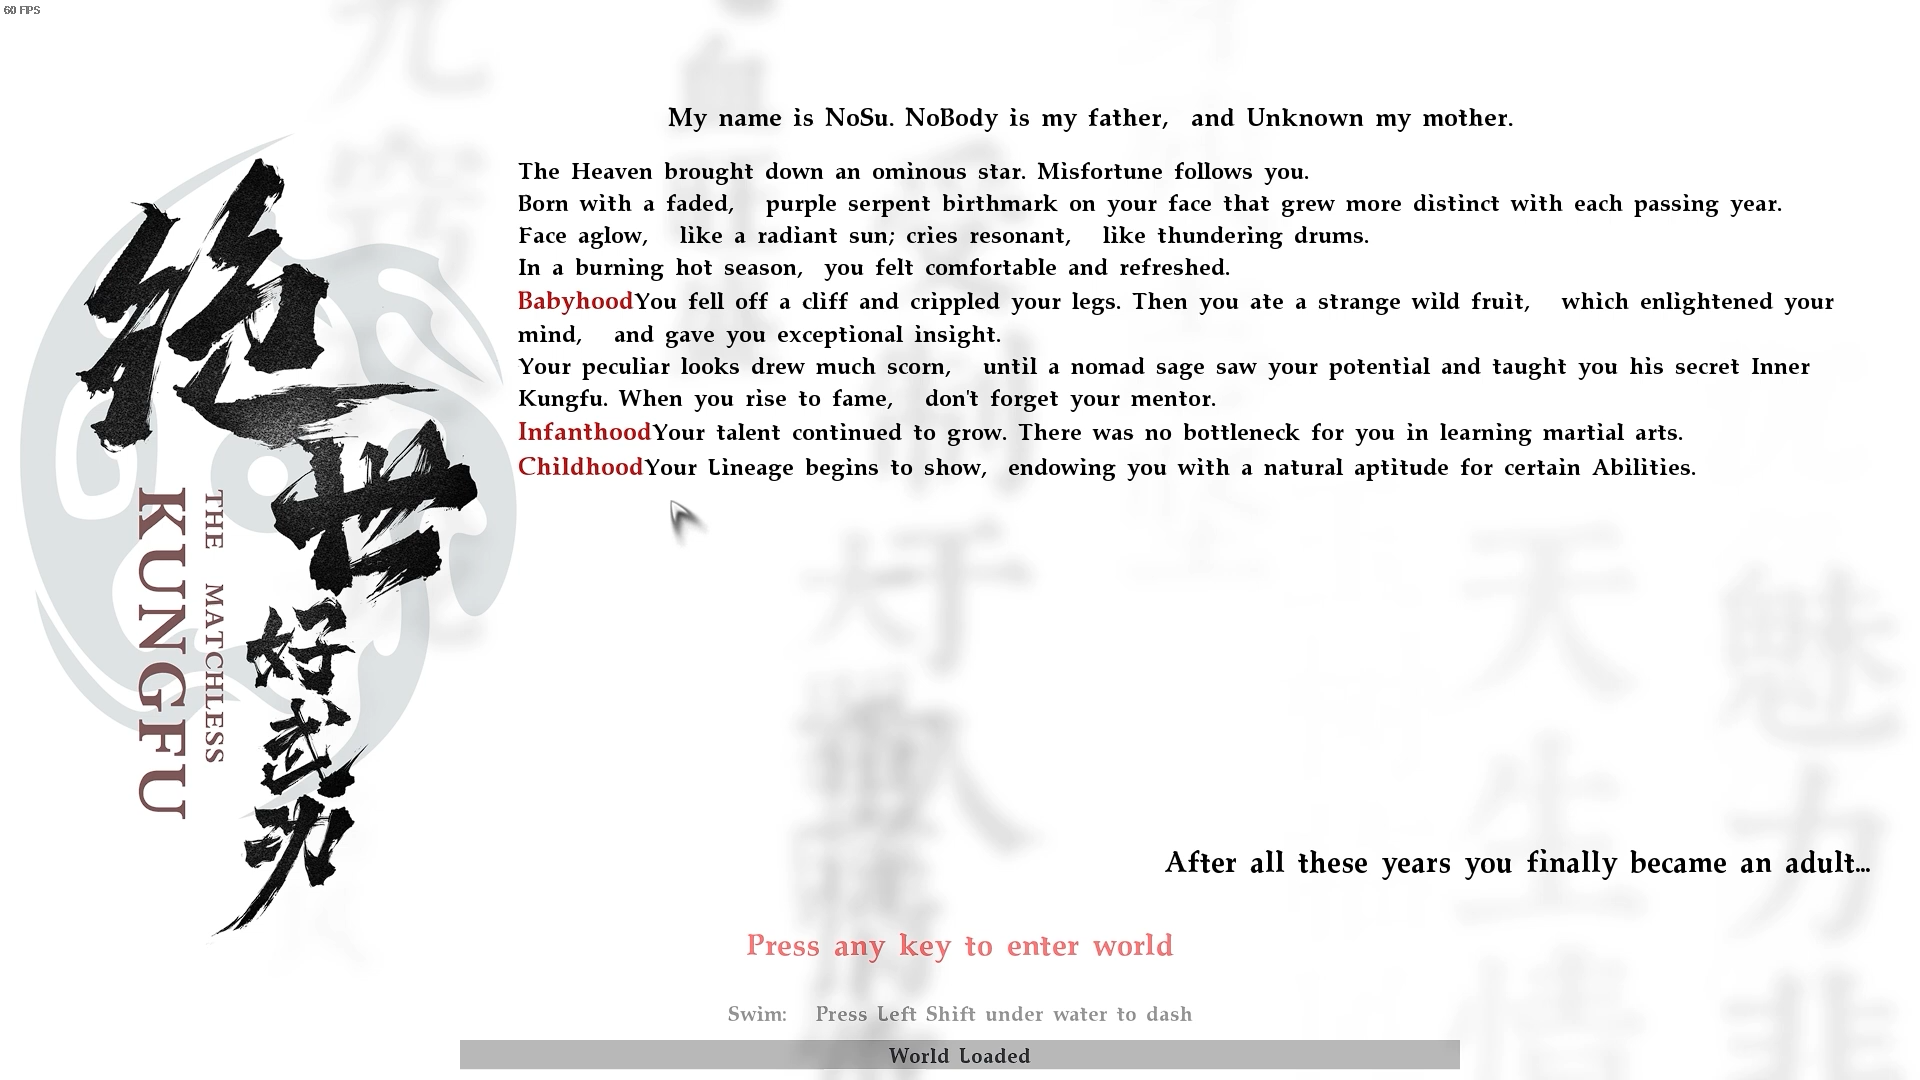 60 FPS
My name is NoSu. NoBody is my father, and Unknown my mother.
The Heaven brought down an ominous star. Misfortune follows you.
Born with a faded, purple serpent birthmark on your face that grew more distinct with each passing year.
Face aglow, like a radiant sun; cries resonant, like thundering drums.
In a burning hot season, you felt comfortable and refreshed.
BabyhoodYou fell off a cliff and crippled your legs. Then you ate a strange wild fruit, which enlightened your
mind, and gave you exceptional insight.
Your peculiar looks drew much scorn, until a nomad sage saw your potential and taught you his secret Inner
Kungfu. When you rise to fame, don't forget your mentor.
InfanthoodYour talent continued to grow. There was no bottleneck for you in learning martial arts.
ChildhoodYour Lineage begins to show, endowing you with a natural aptitude for certain Abilities.
绝世好武功
THE MATCHLESS
KUNGFU
天生
魅力非
After all these years you finally became an adult...
Press any key to enter world
Swim: Press Left Shift under water to dash
World Loaded